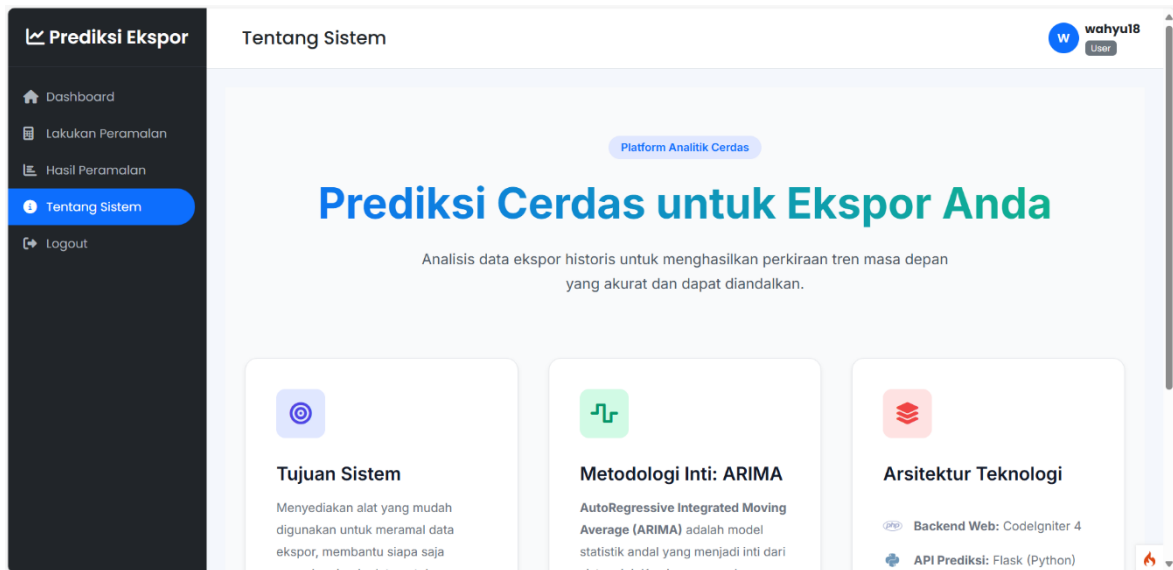 Prediksi Ekspor
Dashboard
Lakukan Peramalan
Hasil Peramalan
Tentang Sistem
Logout
Tentang Sistem
W
wahyu18
User
Platform Analitik Cerdas
Prediksi Cerdas untuk Ekspor Anda
Analisis data ekspor historis untuk menghasilkan perkiraan tren masa depan
yang akurat dan dapat diandalkan.
Tujuan Sistem
Menyediakan alat yang mudah
digunakan untuk meramal data
ekspor, membantu siapa saja
Metodologi Inti: ARIMA
AutoRegressive Integrated Moving
Average (ARIMA) adalah model
statistik andal yang menjadi inti dari
Arsitektur Teknologi
php
Backend Web: CodeIgniter 4
API Prediksi: Flask (Python)